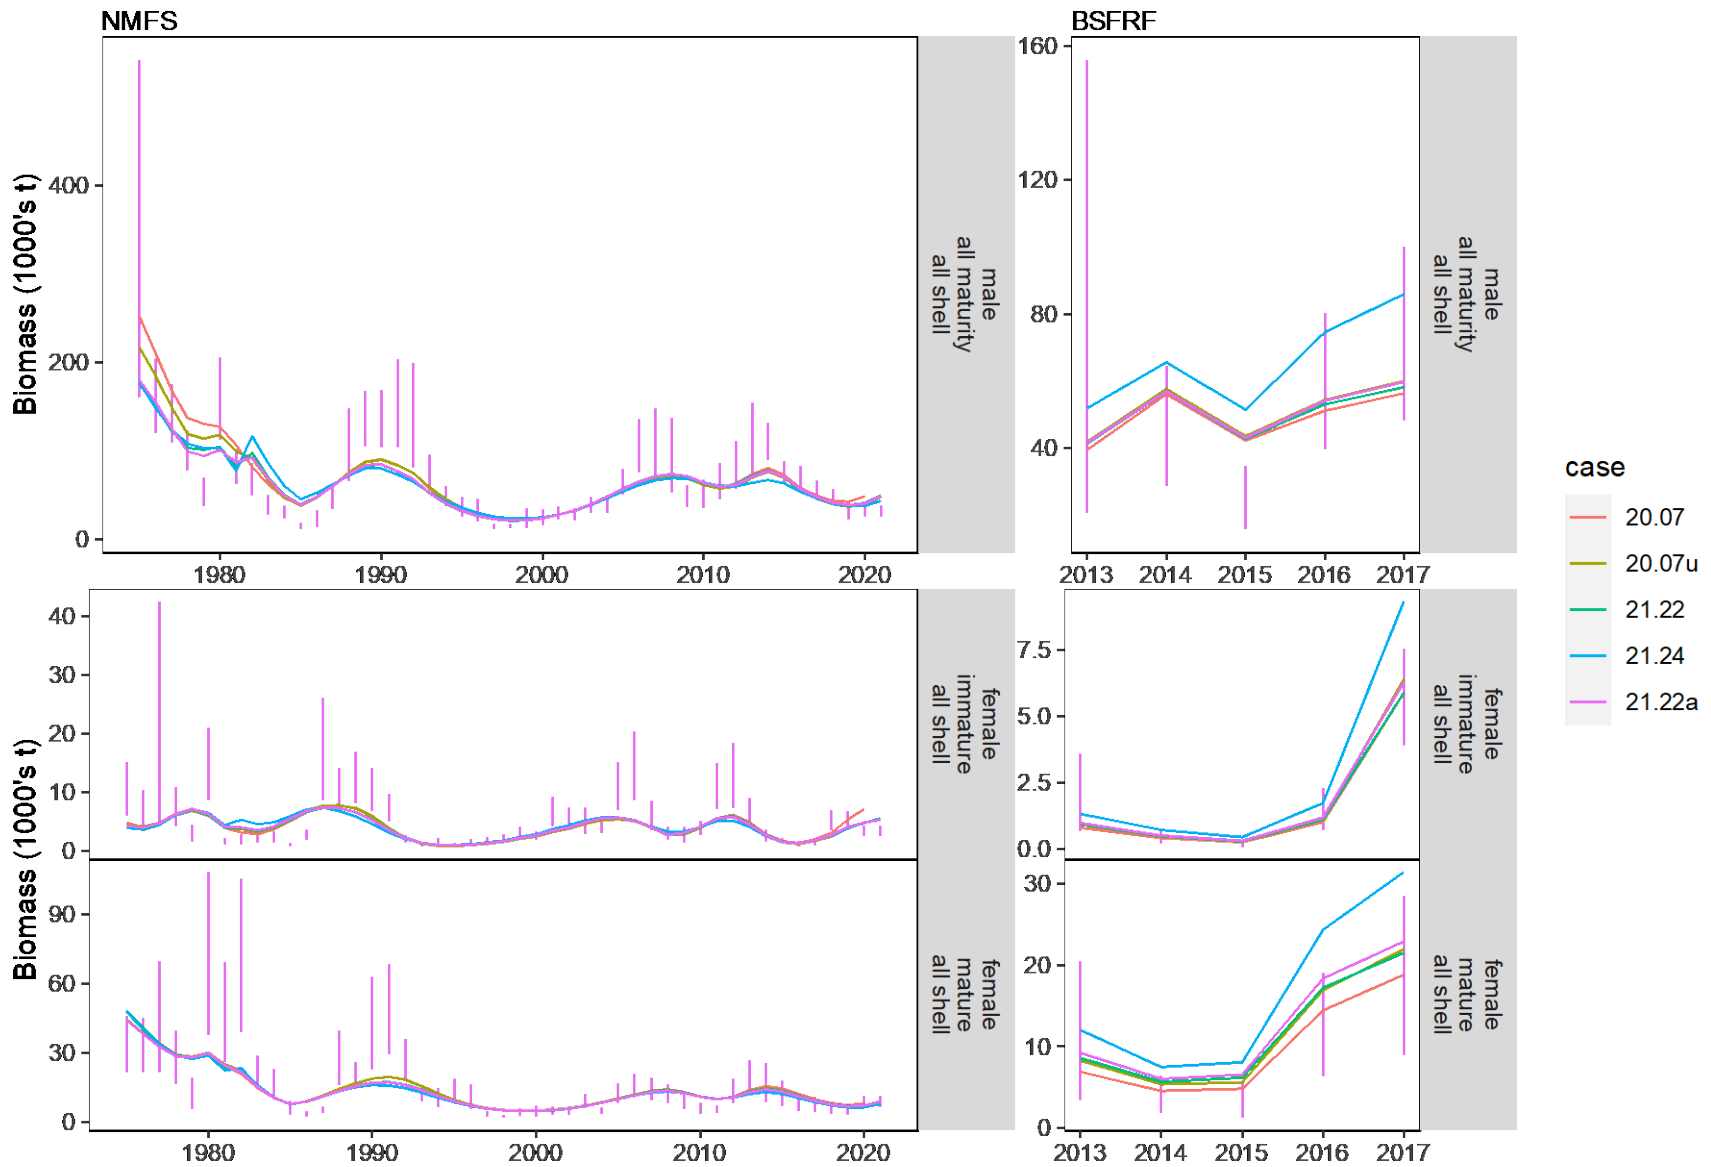 NMFS
BSFRF
Biomass (1000's t)
400
200
0
1980
1990
2000
2010
2020
male
all maturity
all shell
160
120
80
40
2013
2014
2015
2016
2017
male
all maturity
all shell
Biomass (1000's t)
40
30
20
10
0
female
immature
all shell
7.5
5.0
2.5
0.0
female
immature
all shell
90
60
30
0
1980
1990
2000
2010
2020
female
mature
all shell
30
20
10
0
2013
2014
2015
2016
2017
female
mature
all shell
case
20.07
20.07u
21.22
21.24
21.22a